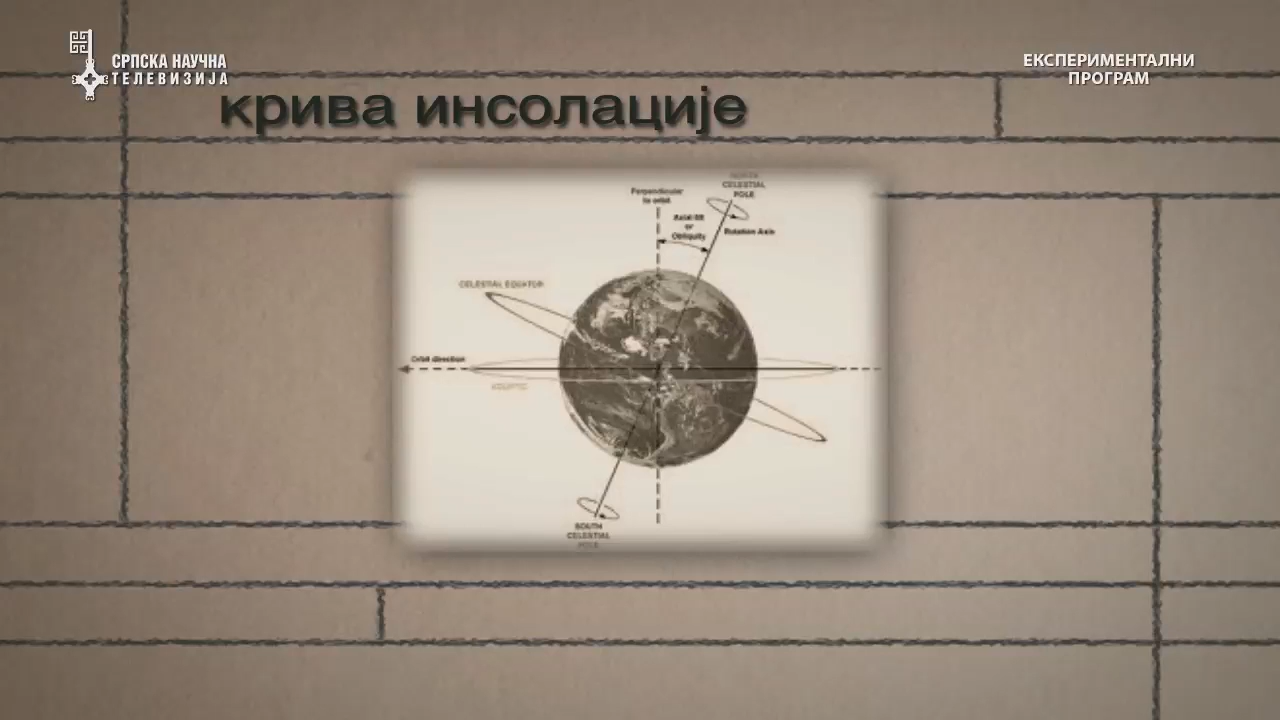 СРПСКА НАУЧНА
ТЕЛЕВИЗИЈА
ЕКСПЕРИМЕНТАЛНИ
ПРОГРАМ
крива инсолације
NORTH
CELESTIAL
POLE
Perpendicular
to orbit
Axial tilt
or
Obliquity
Rotation Axis
CELESTIAL EQUATOR
Orbit direction
ECLIPTIC
SOUTH
CELESTIAL
POLE